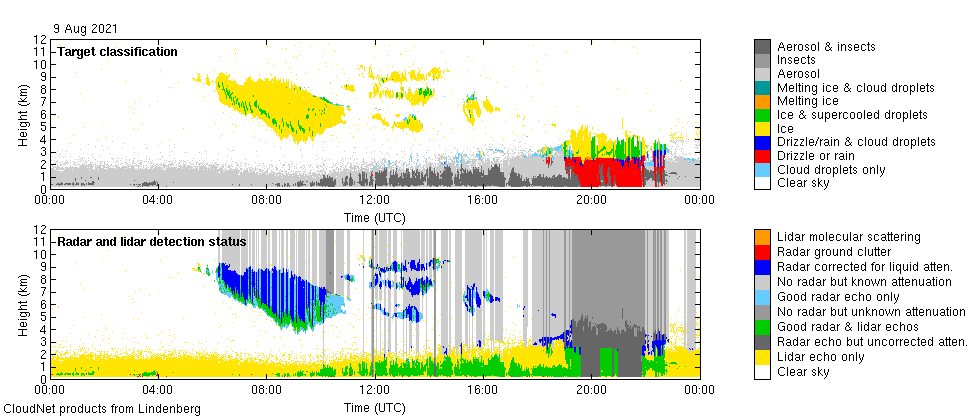 9 Aug 2021
Target classification
12
11
10
9
8
7
6
5
4
3
2
1
0
Height (km)
00:00 04:00 08:00 12:00 16:00 20:00 00:00
Time (UTC)
Aerosol & insects
Insects
Aerosol
Melting ice & cloud droplets
Melting ice
Ice & supercooled droplets
Ice
Drizzle/rain & cloud droplets
Drizzle or rain
Cloud droplets only
Clear sky
Radar and lidar detection status
12
11
10
9
8
7
6
5
4
3
2
1
0
Height (km)
00:00 04:00 08:00 12:00 16:00 20:00 00:00
Time (UTC)
Lidar molecular scattering
Radar ground clutter
Radar corrected for liquid atten.
No radar but known attenuation
Good radar echo only
No radar but unknown attenuation
Good radar & lidar echos
Radar echo but uncorrected atten.
Lidar echo only
Clear sky
CloudNet products from Lindenberg